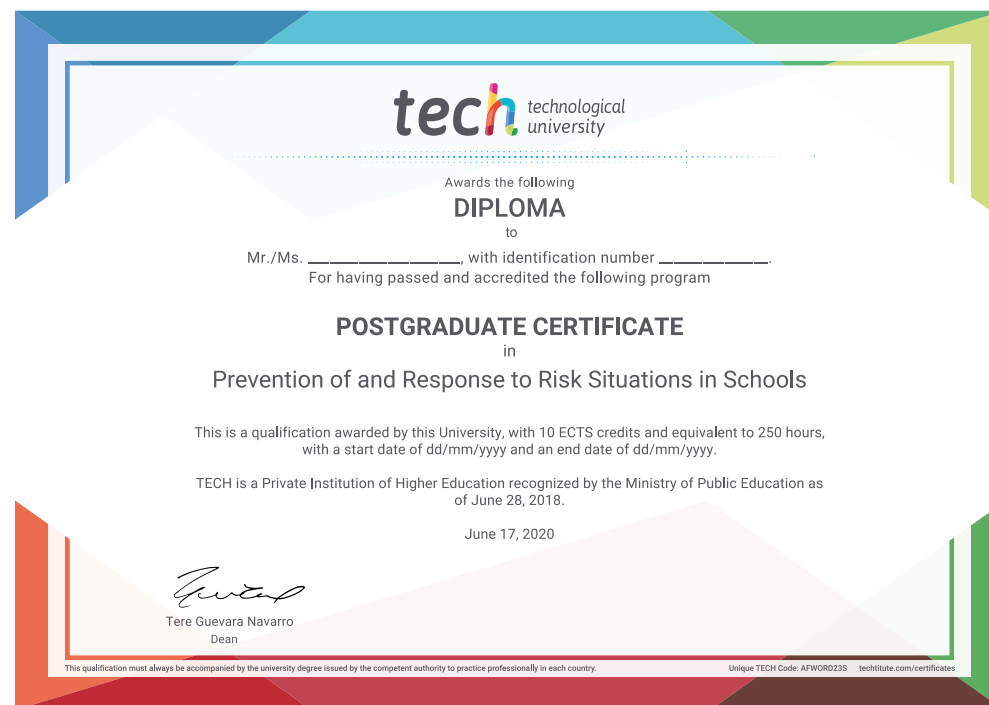 tech technological
university
Awards the following
DIPLOMA
to
Mr./Ms. __________________, with identification number _____________.
For having passed and accredited the following program
POSTGRADUATE CERTIFICATE
in
Prevention of and Response to Risk Situations in Schools
This is a qualification awarded by this University, with 10 ECTS credits and equivalent to 250 hours,
with a start date of dd/mm/yyyy and an end date of dd/mm/yyyy.
TECH is a Private Institution of Higher Education recognized by the Ministry of Public Education as
of June 28, 2018.
June 17, 2020
Tere Guevara Navarro
Dean
This qualification must always be accompanied by the university degree issued by the competent authority to practice professionally in each country.
Unique TECH Code: AFWORD23S techtitute.com/certificates